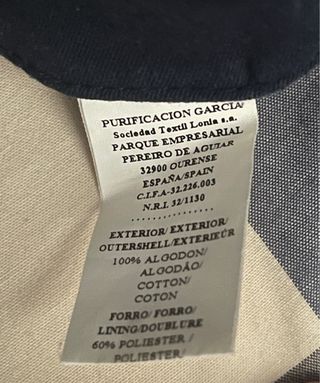 PURIFICACION GARCIA/
Sociedad Textil Lonia s.a.
PARQUE EMPRESARIAL
PEREIRO DE AGUIAR
32900 OURENSE
ESPAÑA/SPAIN
C.I.F.A-32.226.003
N.R.I. 32/1130
................
EXTERIOR/EXTERIOR/
OUTERSHELL/EXTERIEÙR
100% ALGODON/
ALGODÃO/
COTTON/
COTON
FORRO/ FORRO/
LINING/DOUBLURE
60% POLIESTER/
POLIESTER/